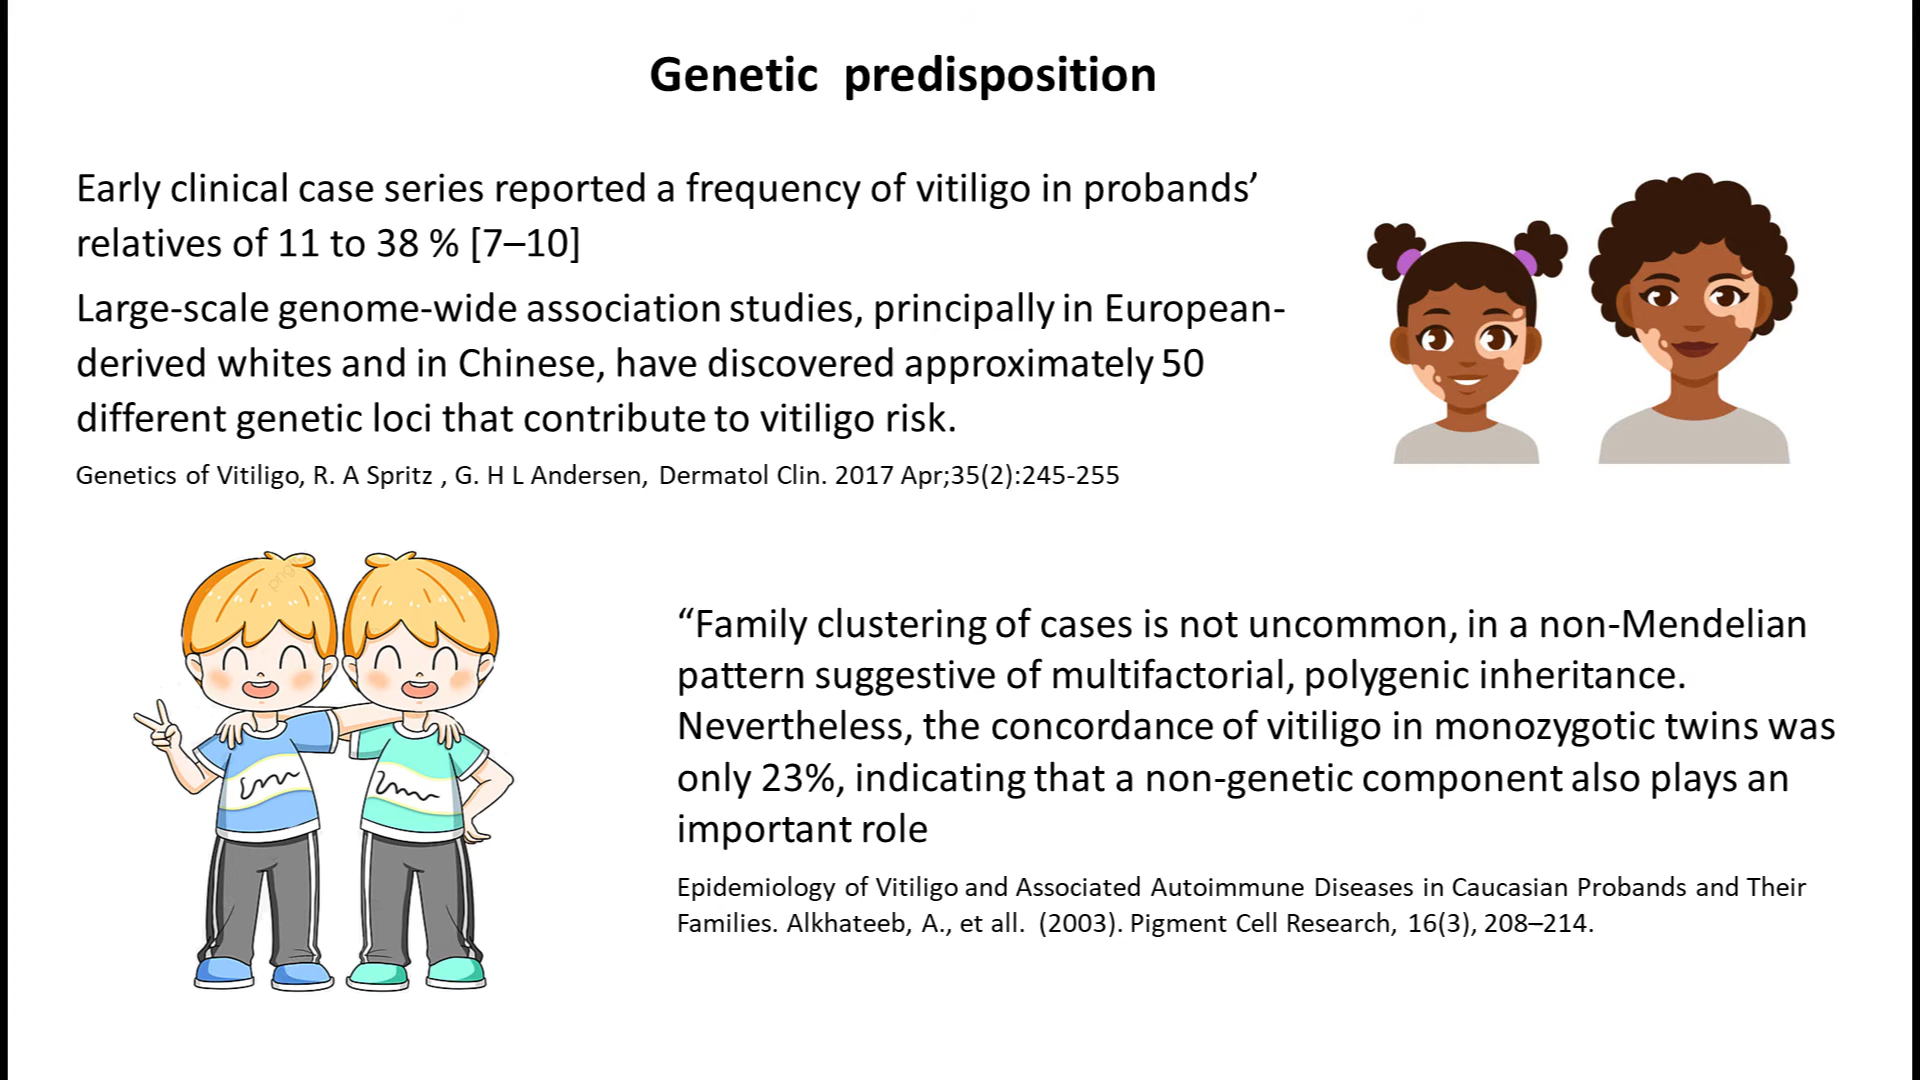 Genetic predisposition
Early clinical case series reported a frequency of vitiligo in probands’
relatives of 11 to 38 % [7–10]
Large-scale genome-wide association studies, principally in European-
derived whites and in Chinese, have discovered approximately 50
different genetic loci that contribute to vitiligo risk.
Genetics of Vitiligo, R. A Spritz , G. H L Andersen, Dermatol Clin. 2017 Apr;35(2):245-255
“Family clustering of cases is not uncommon, in a non-Mendelian
pattern suggestive of multifactorial, polygenic inheritance.
Nevertheless, the concordance of vitiligo in monozygotic twins was
only 23%, indicating that a non-genetic component also plays an
important role
Epidemiology of Vitiligo and Associated Autoimmune Diseases in Caucasian Probands and Their
Families. Alkhateeb, A., et all. (2003). Pigment Cell Research, 16(3), 208–214.